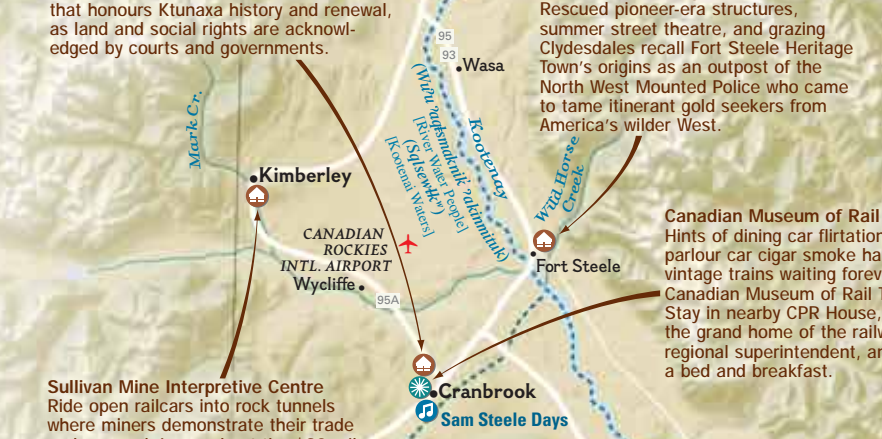 that honours Ktunaxa history and renewal,
as land and social rights are acknowl-
edged by courts and governments.
Rescued pioneer-era structures,
summer street theatre, and grazing
Clydesdales recall Fort Steele Heritage
Town's origins as an outpost of the
North West Mounted Police who came
to tame itinerant gold seekers from
America's wilder West.
95
93
Wasa
Mark Cr.
Kimberley
Kootenay
(Wuʔu ʔaqⱡsmaknik̓ ʔakinmituk)
[River Water People]
(Sqlsewɬkʷ)
[Kootenai Waters]
Wild Horse
Creek
CANADIAN
ROCKIES
INTL. AIRPORT
Wycliffe
95A
Fort Steele
Canadian Museum of Rail
Hints of dining car flirtation
parlour car cigar smoke ha
vintage trains waiting forev
Canadian Museum of Rail T
Stay in nearby CPR House,
the grand home of the railw
regional superintendent, an
a bed and breakfast.
Cranbrook
Sam Steele Days
Sullivan Mine Interpretive Centre
Ride open railcars into rock tunnels
where miners demonstrate their trade